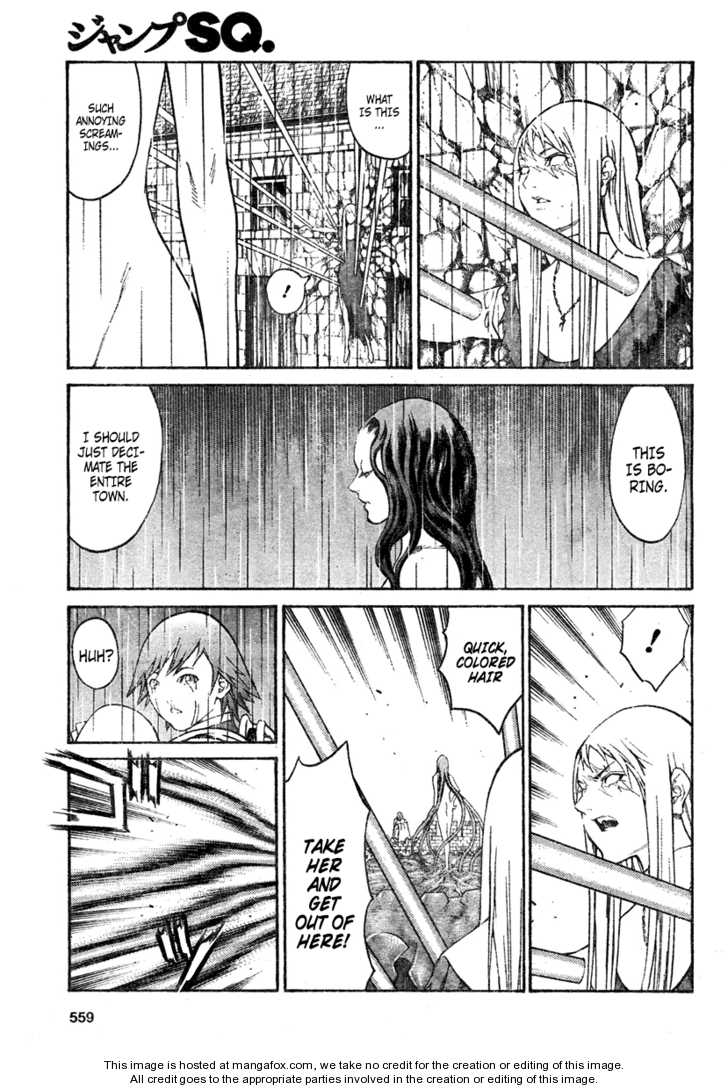 ジャンプSQ.
WHAT
IS THIS
...
SUCH
ANNOYING
SCREAM-
INGS...
!
THIS
IS BO-
RING.
I SHOULD
JUST DECI-
MATE THE
ENTIRE
TOWN.
!
QUICK,
COLORED
HAIR
TAKE
HER
AND
GET
OUT OF
HERE!
HUH?
559
This image is hosted at mangafox.com, we take no credit for the creation or editing of this image.
All credit goes to the appropriate parties involved in the creation or editing of this image.